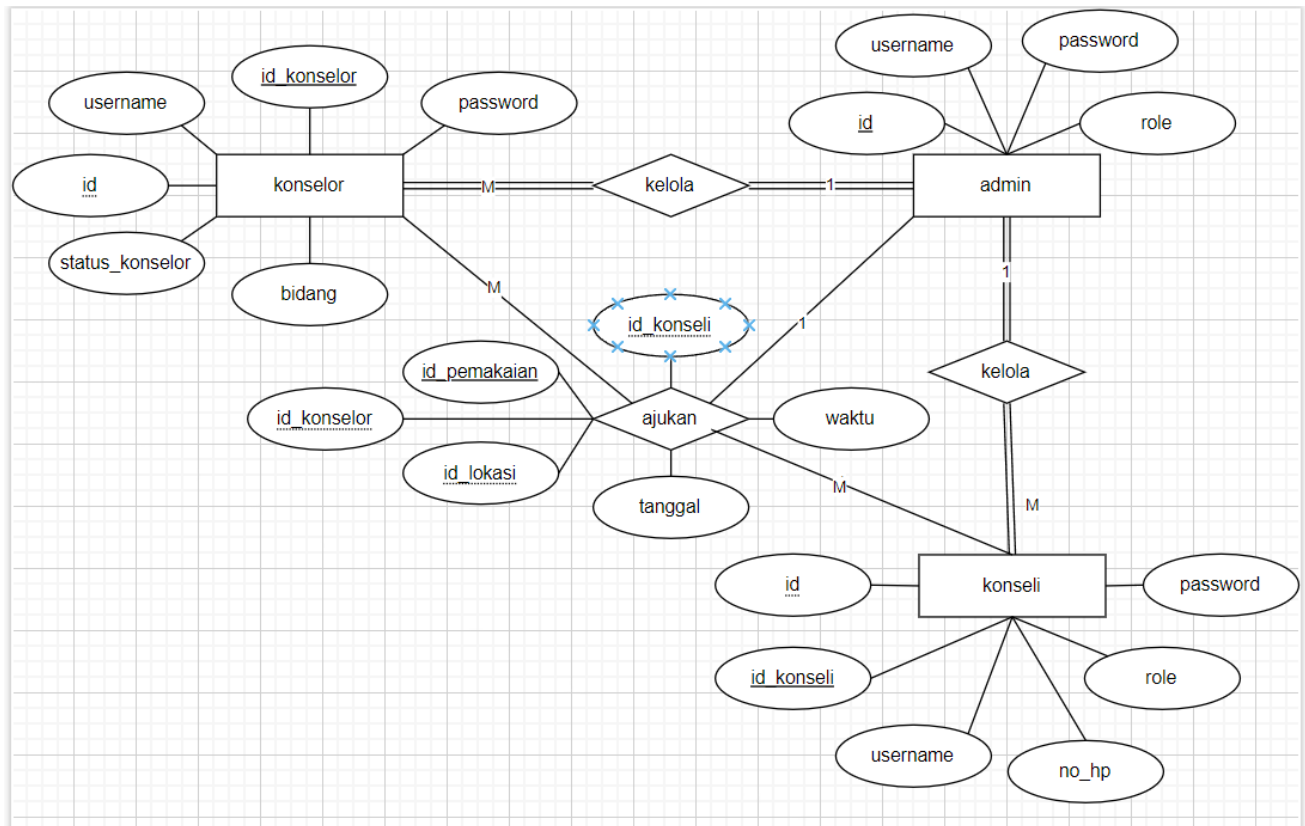 username
password
id_konselor
username
password
id
role
id
konselor
M
kelola
1
admin
status_konselor
bidang
1
M
id_konseli
1
id_pemakaian
kelola
id_konselor
ajukan
waktu
id_lokasi
M
tanggal
M
id
konseli
password
id_konseli
role
username
no_hp